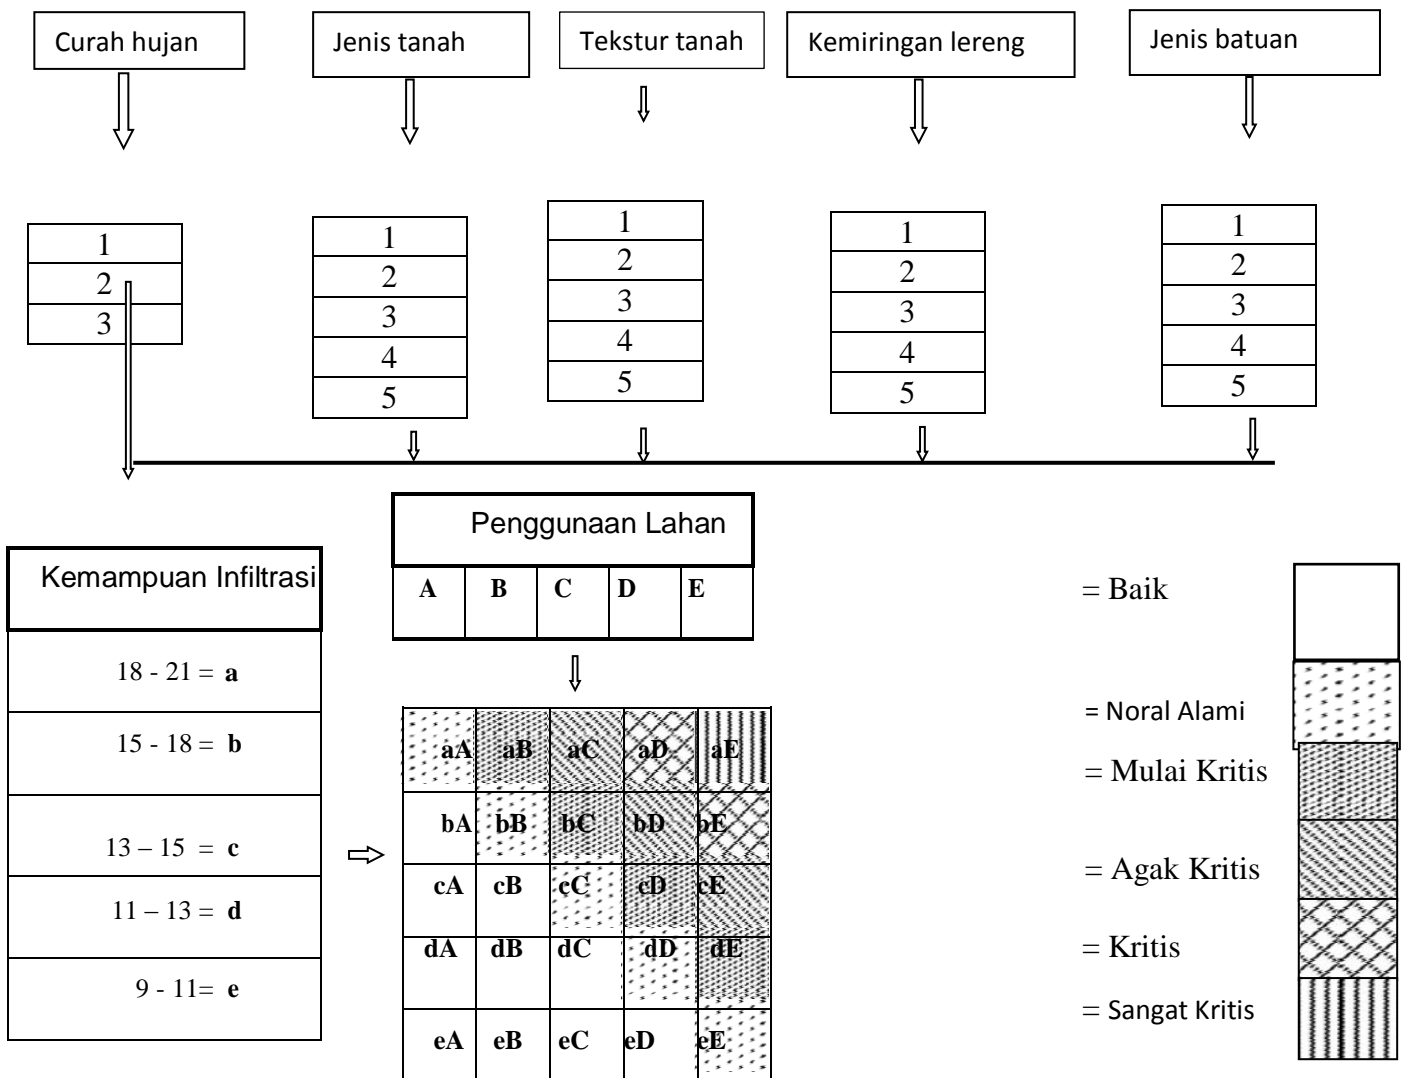 Curah hujan
Jenis tanah
Tekstur tanah
Kemiringan lereng
Jenis batuan
1
2
3
1
2
3
4
5
1
2
3
4
5
1
2
3
4
5
1
2
3
4
5
Kemampuan Infiltrasi
18 - 21 = a
15 - 18 = b
13 – 15 = c
11 – 13 = d
9 - 11= e
Penggunaan Lahan
A B C D E
aA aB aC aD aE
bA bB bC bD bE
cA cB cC cD cE
dA dB dC dD dE
eA eB eC eD eE
= Baik
= Noral Alami
= Mulai Kritis
= Agak Kritis
= Kritis
= Sangat Kritis